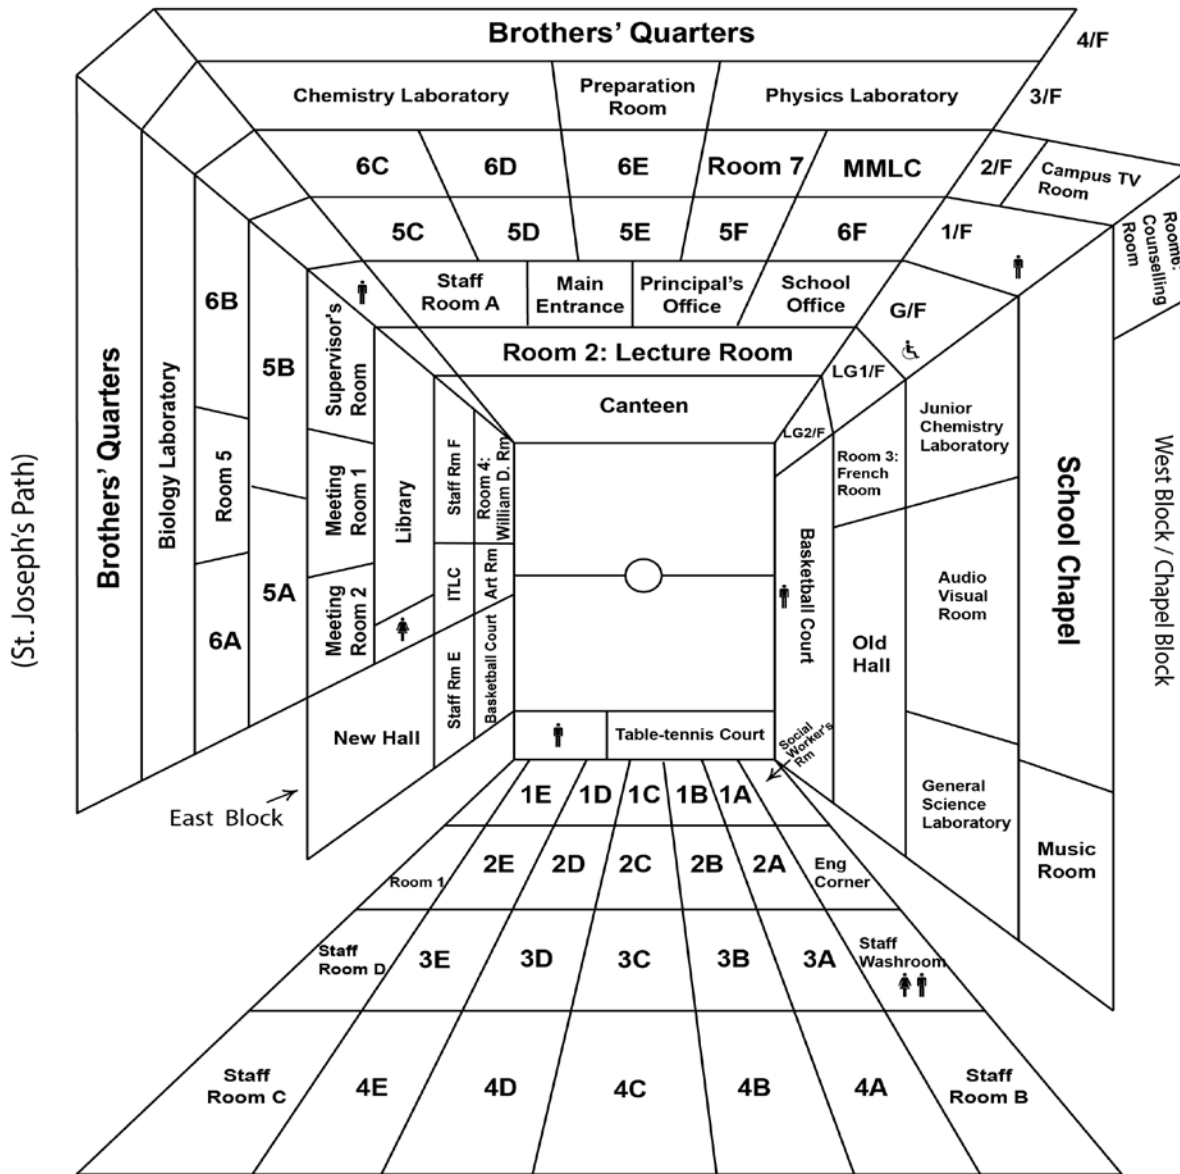 Brothers' Quarters
4/F
Chemistry Laboratory
Preparation
Room
Physics Laboratory
3/F
6C
6D
6E
Room 7
MMLC
2/F
Campus TV
Room
5C
5D
5E
5F
6F
1/F
Room6:
Counselling
Room
Staff
Room A
Main
Entrance
Principal's
Office
School
Office
G/F
Room 2: Lecture Room
LG1/F
Canteen
LG2/F
(St. Joseph's Path)
Brothers' Quarters
Biology Laboratory
6B
Room 5
6A
5B
5A
Supervisor's
Room
Meeting
Room 1
Meeting
Room 2
Library
New Hall
Staff Rm F
ITLC
Staff Rm E
Room 4:
William D. Rm
Art Rm
Basketball Court
East Block
Basketball Court
Room 3:
French
Room
Old
Hall
Junior
Chemistry
Laboratory
Audio
Visual
Room
General
Science
Laboratory
School Chapel
Music
Room
West Block / Chapel Block
Table-tennis Court
Social
Worker's
Rm
1E
1D
1C
1B
1A
Room 1
2E
2D
2C
2B
2A
Eng
Corner
Staff
Room D
3E
3D
3C
3B
3A
Staff
Washroom
Staff
Room C
4E
4D
4C
4B
4A
Staff
Room B